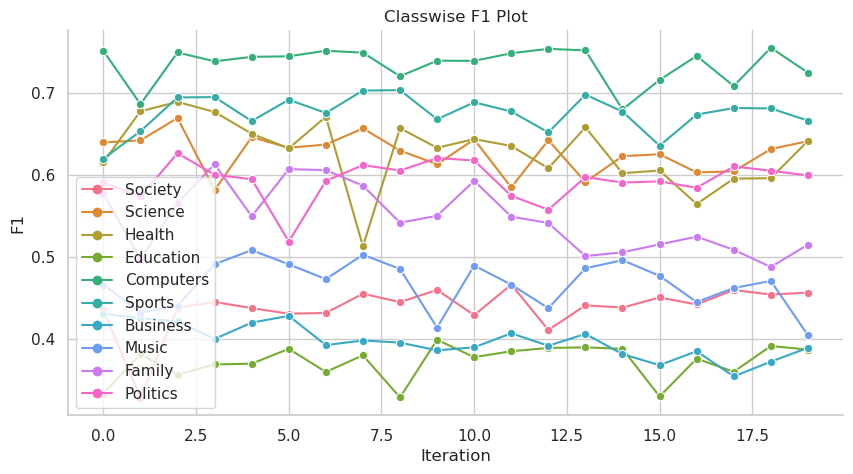 Classwise F1 Plot
F1
0.7
0.6
0.5
0.4
Society
Science
Health
Education
Computers
Sports
Business
Music
Family
Politics
0.0 2.5 5.0 7.5 10.0 12.5 15.0 17.5
Iteration